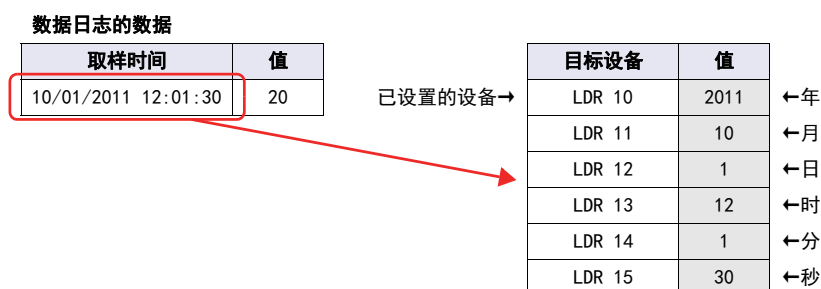 数据日志的数据
取样时间 值
10/01/2011 12:01:30 20
目标设备 值
已设置的设备→ LDR 10 2011 ←年
LDR 11 10 ←月
LDR 12 1 ←日
LDR 13 12 ←时
LDR 14 1 ←分
LDR 15 30 ←秒